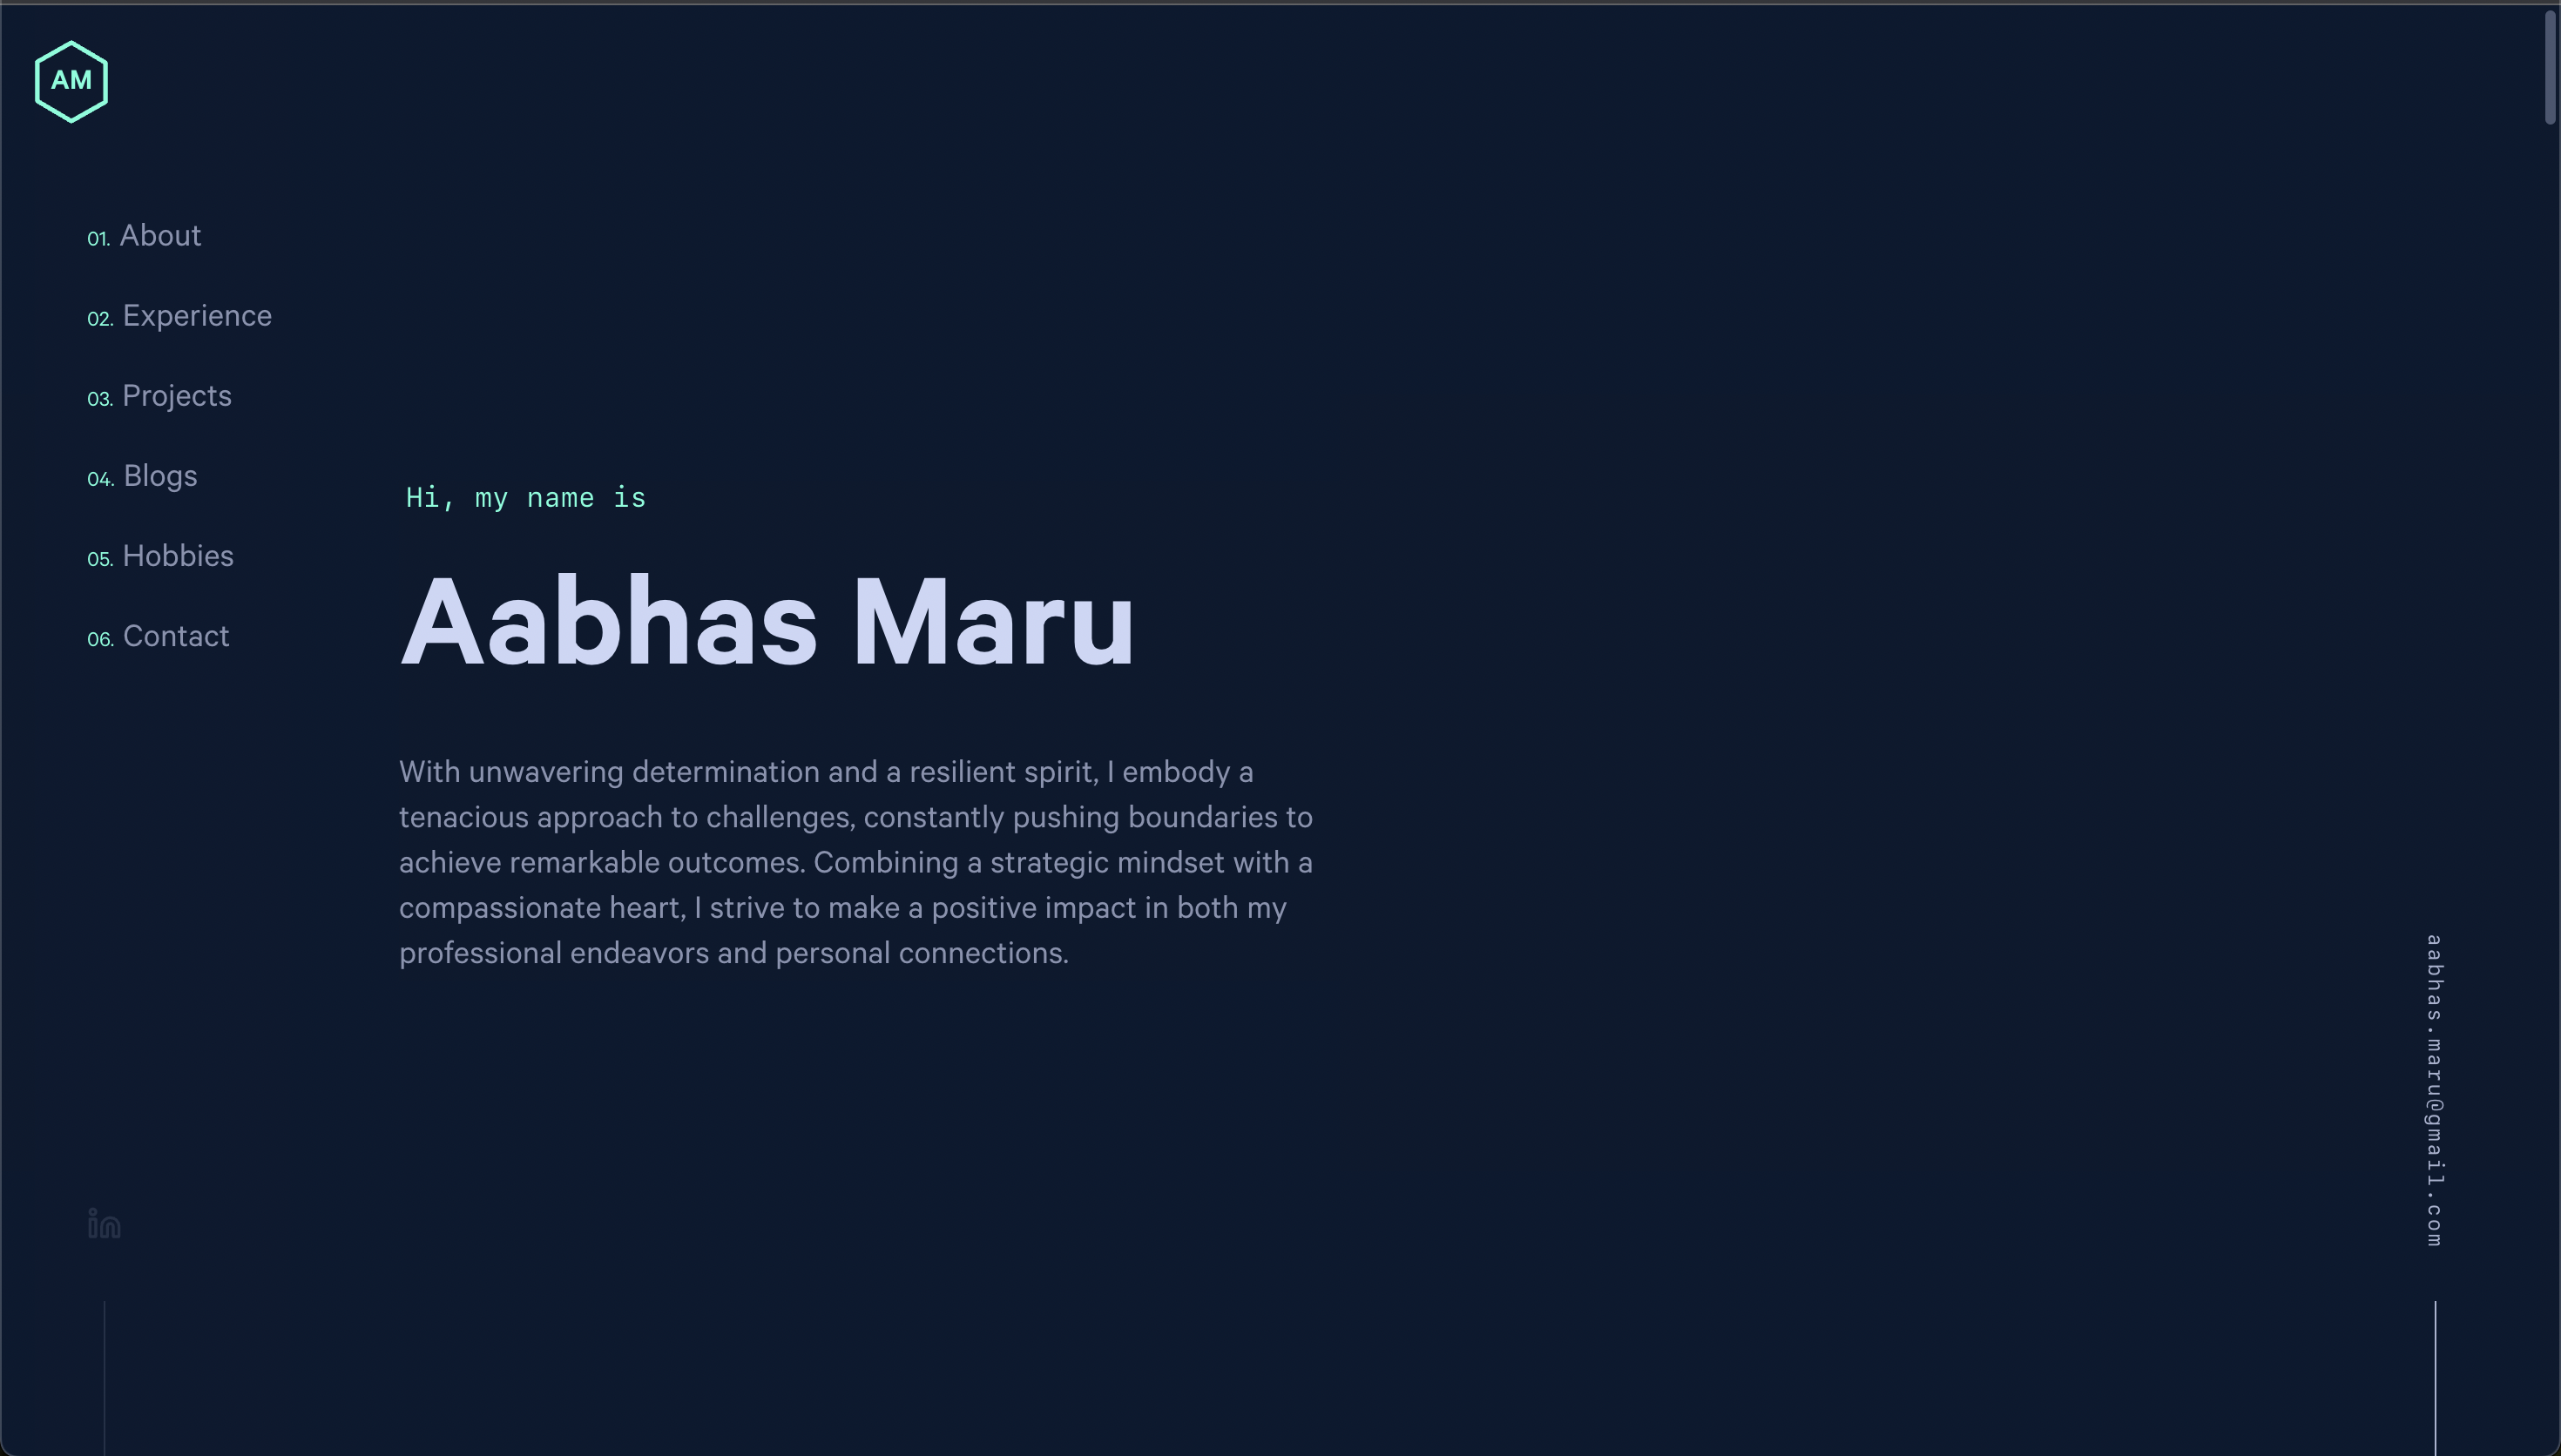 AM
01. About
02. Experience
03. Projects
04. Blogs
05. Hobbies
06. Contact
Hi, my name is
Aabhas Maru
With unwavering determination and a resilient spirit, I embody a
tenacious approach to challenges, constantly pushing boundaries to
achieve remarkable outcomes. Combining a strategic mindset with a
compassionate heart, I strive to make a positive impact in both my
professional endeavors and personal connections.
in
aabhas.maru@gmail.com